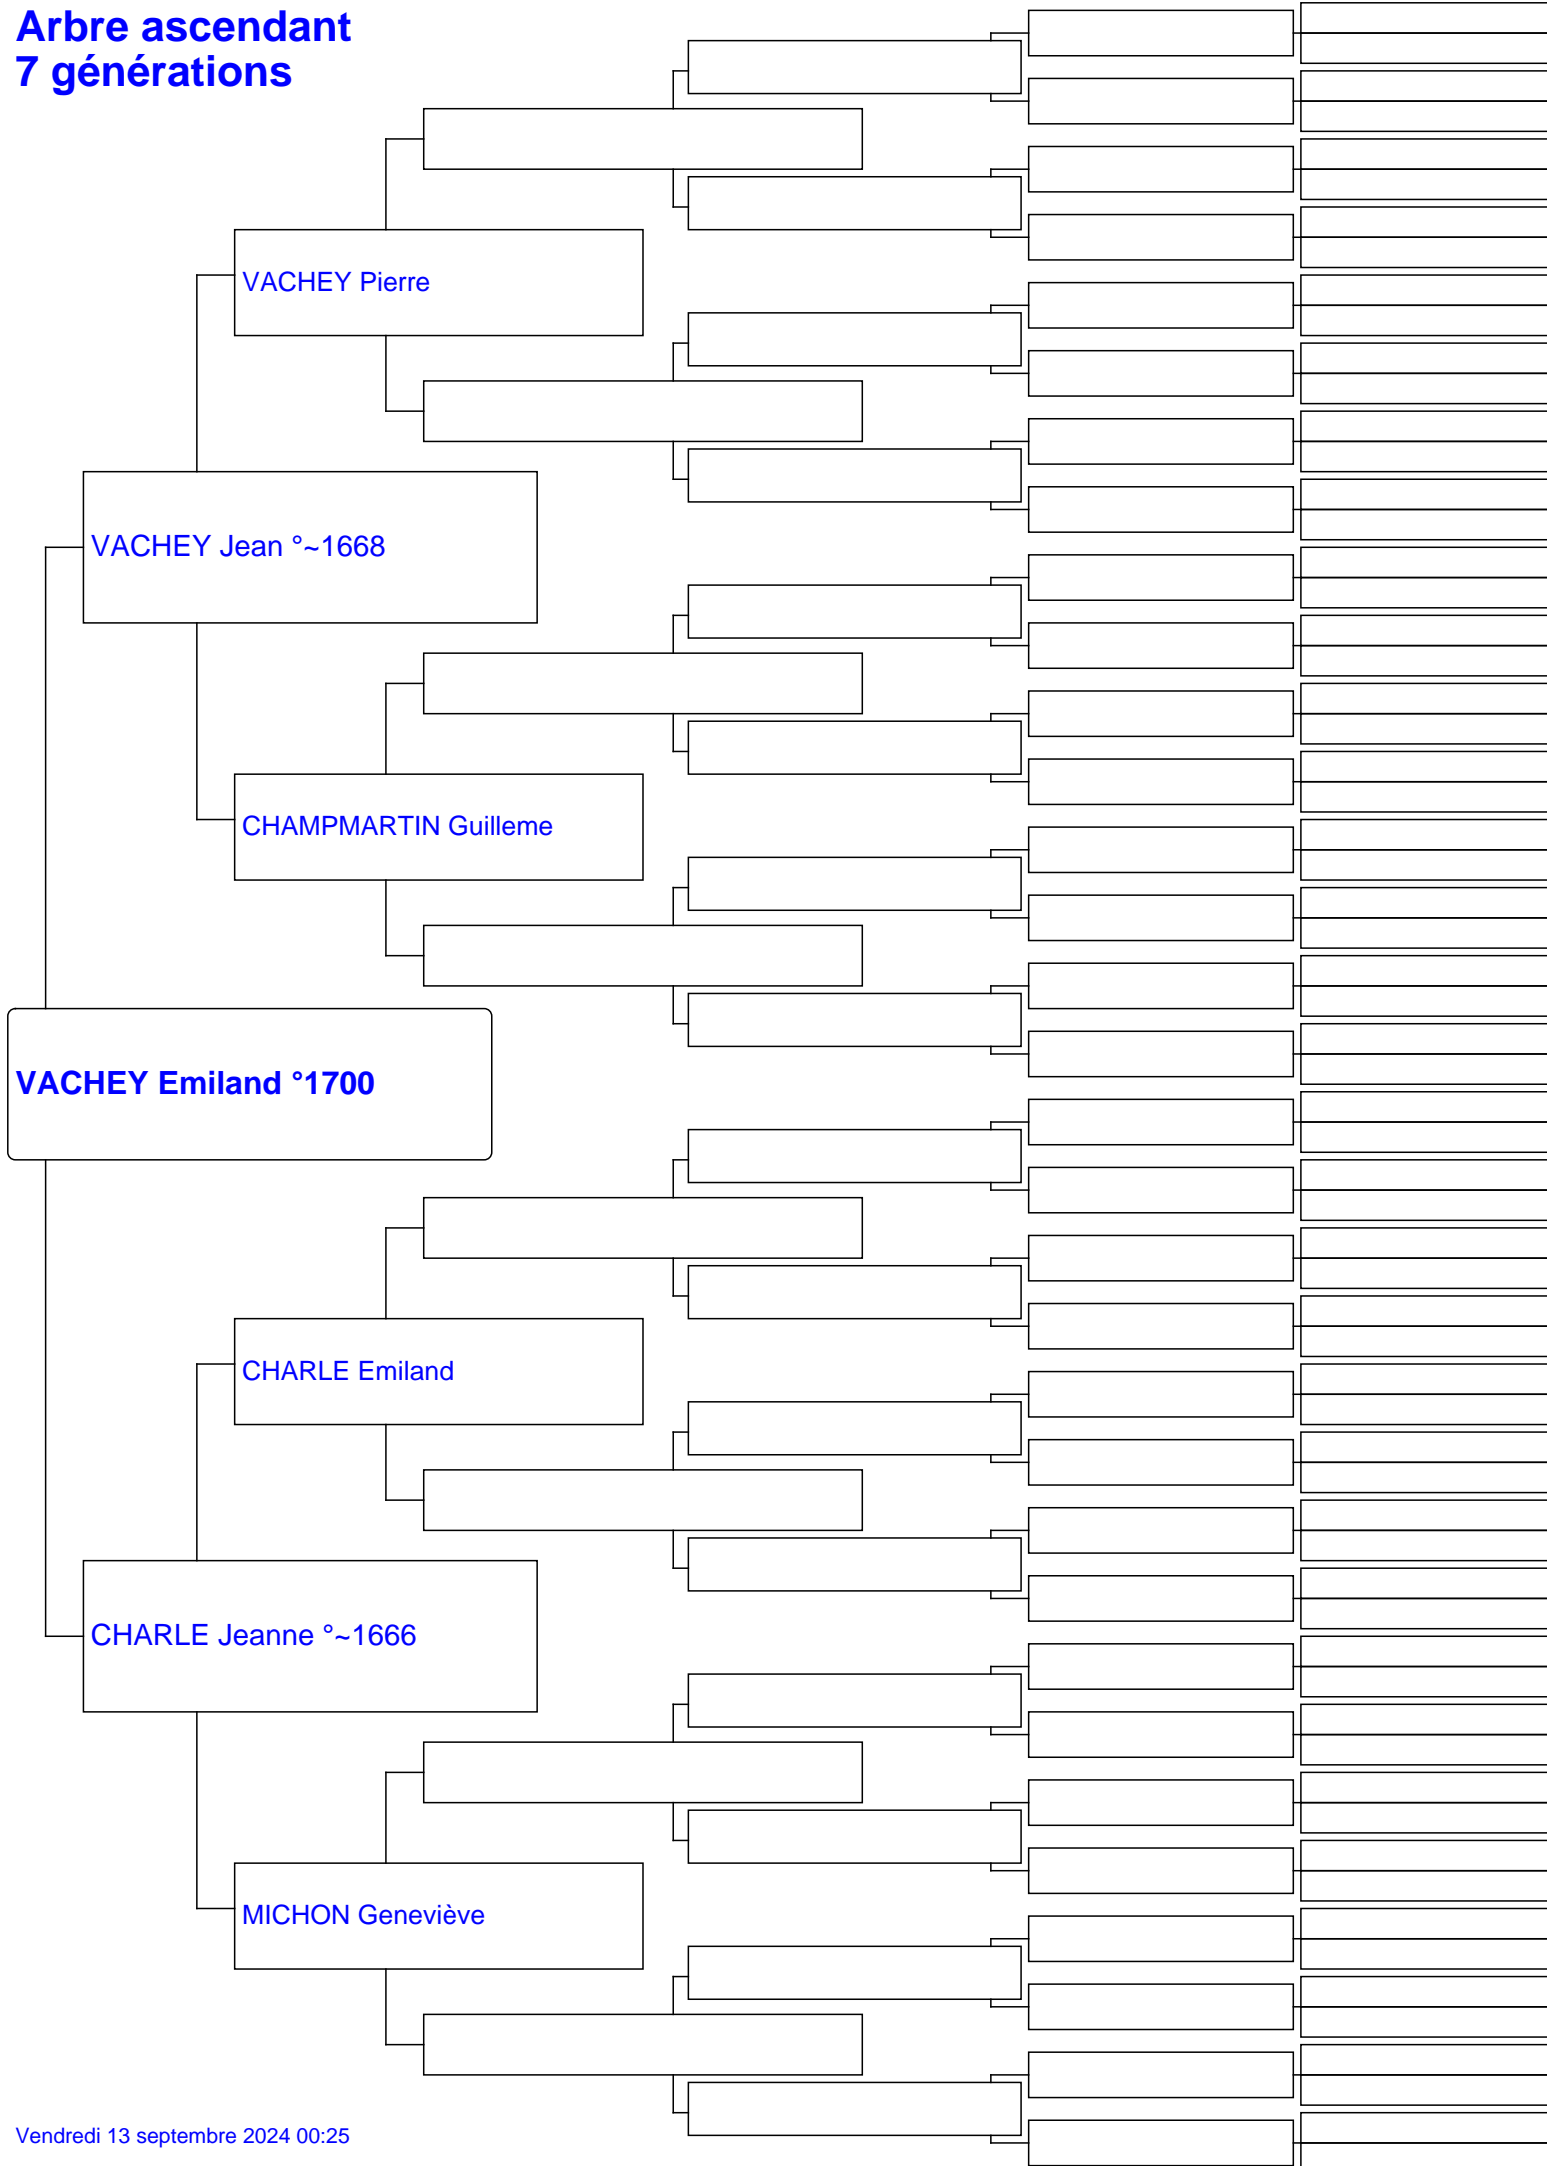 Arbre ascendant
7 générations
VACHEY Pierre
VACHEY Jean °~1668
CHAMPMARTIN Guilleme
VACHEY Emiland °1700
CHARLE Emiland
CHARLE Jeanne °~1666
MICHON Geneviève
Vendredi 13 septembre 2024 00:25